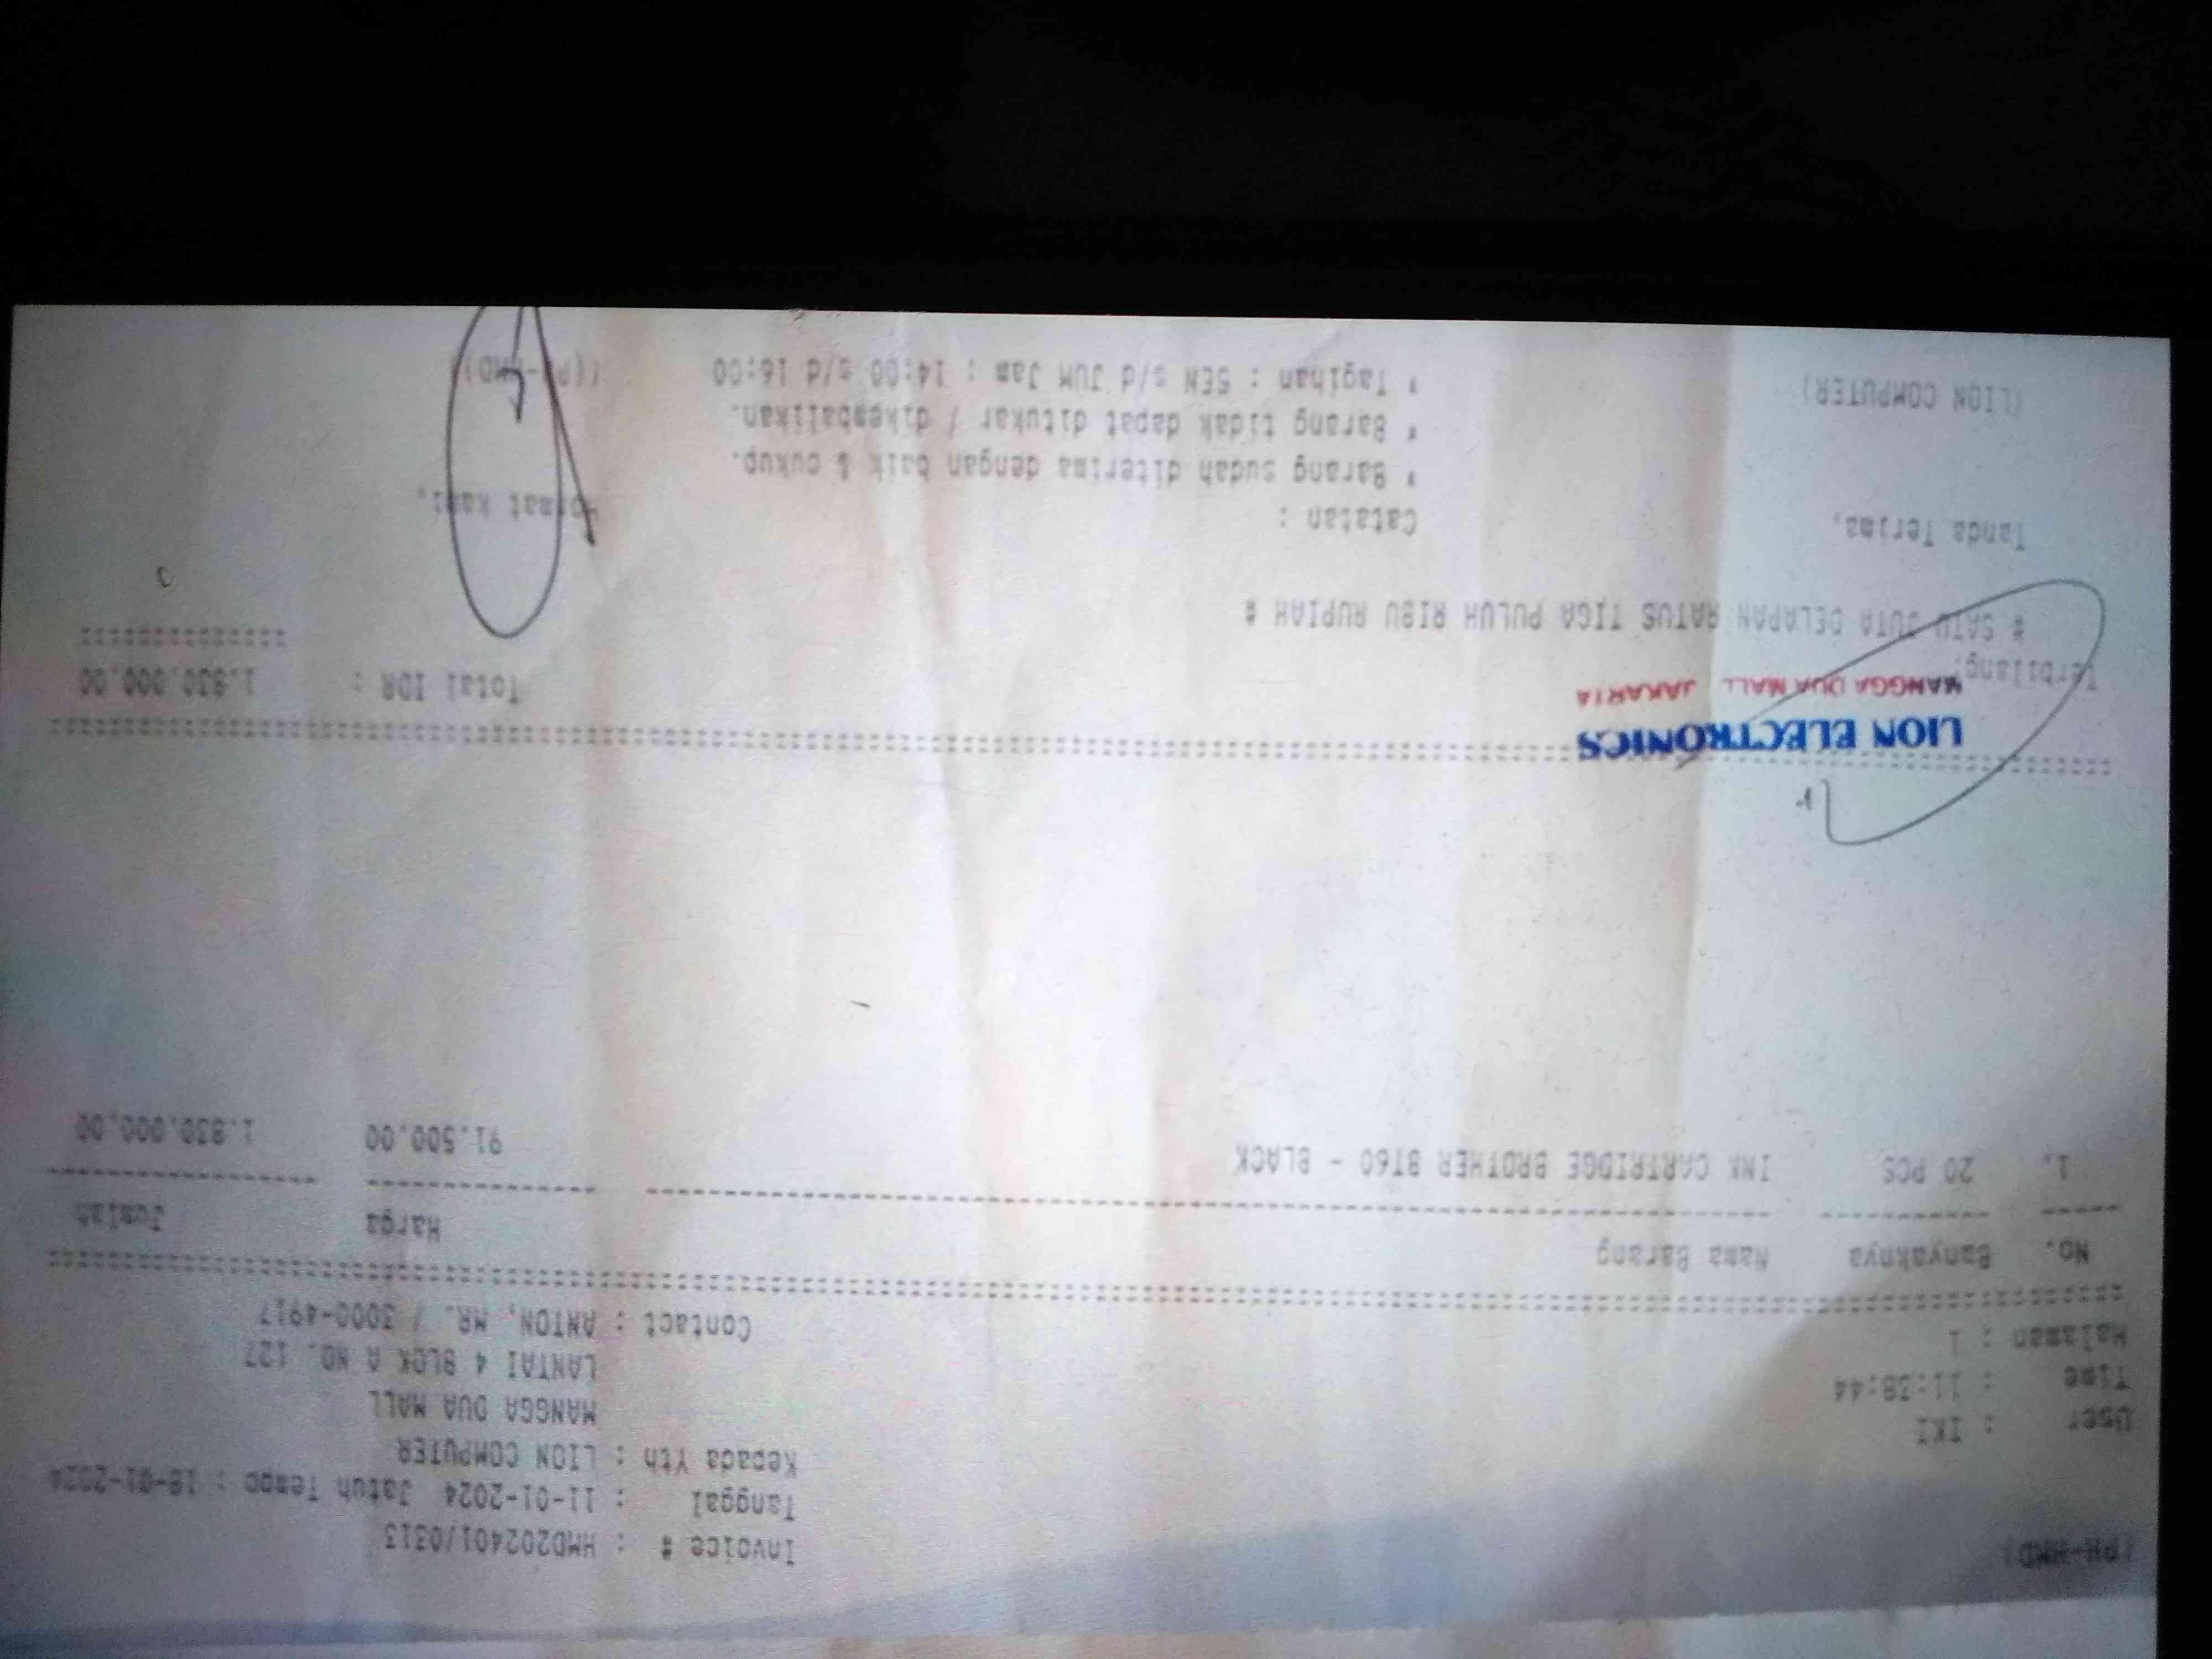 (PH-HMD)
Invoice # : HMD202401/0313
Tanggal : 11-01-2024 Jatuh Tempo : 18-01-2024
Kepada Yth : LION COMPUTER
MANGGA DUA MALL
LANTAI 4 BLOK A NO. 127
Contact : ANTON, MR. / 3000-4917
User : IKI
Time : 11:38:44
Halaman : 1
No. Banyaknya Nama Barang Harga Jumlah
1. 20 PCS INK CARTRIDGE BROTHER BT60 - BLACK 91.500,00 1.830.000,00
LION ELECTRONICS
MANGGA DUA MALL JAKARTA
Total IDR : 1.830.000,00
Terbilang:
# SATU JUTA DELAPAN RATUS TIGA PULUH RIBU RUPIAH #
Tanda Terima, Catatan : Hormat kami,
* Barang sudah diterima dengan baik & cukup.
* Barang tidak dapat ditukar / dikembalikan.
(LION COMPUTER) * Tagihan : SEN s/d JUM Jam : 14:00 s/d 16:00 ((PH-HMD)